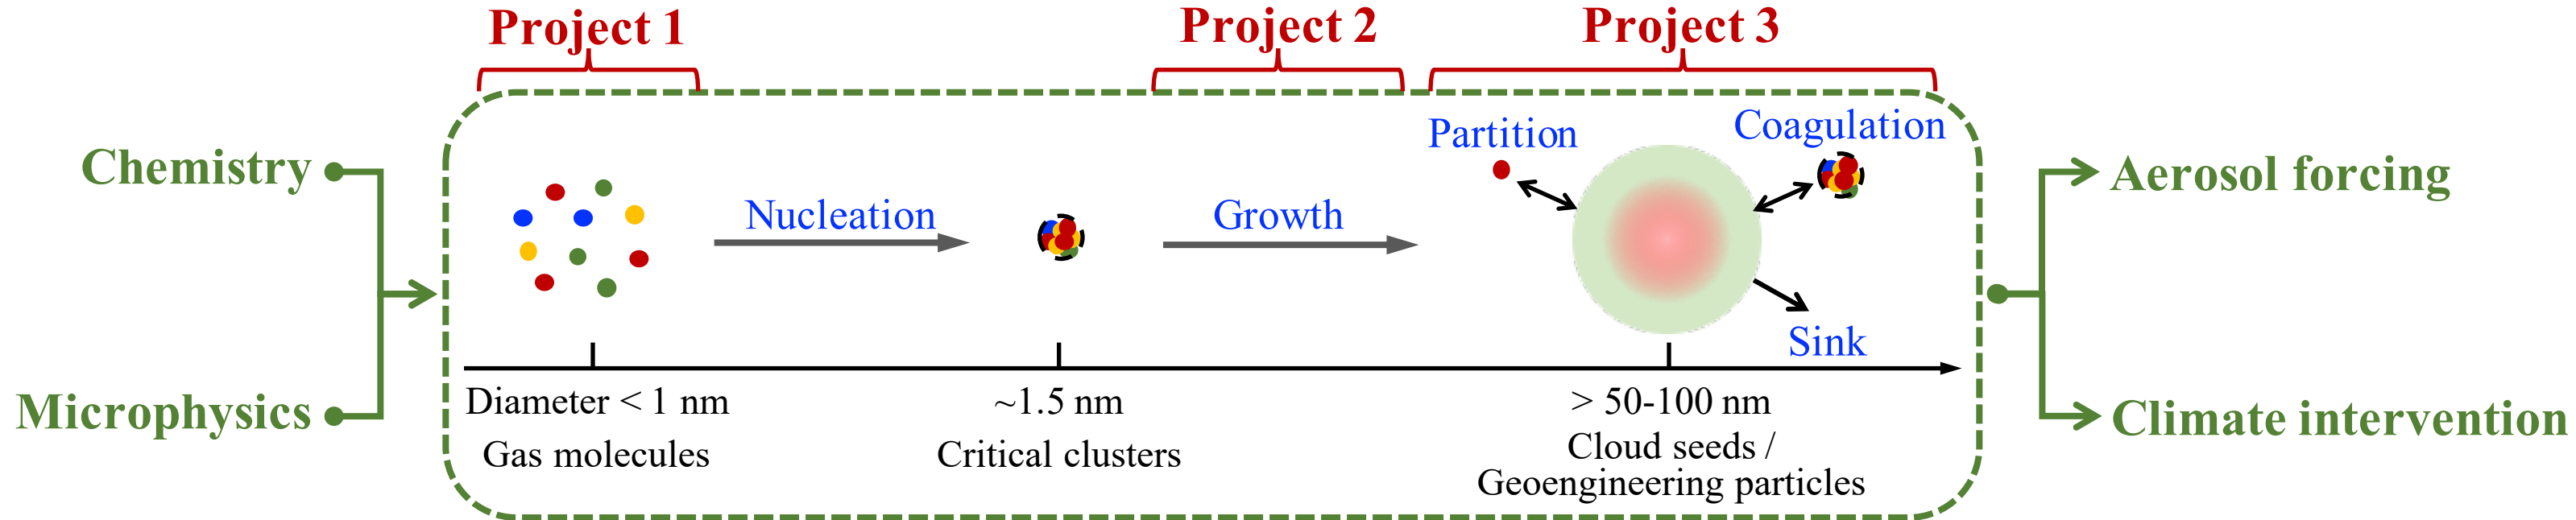 Project 1
Project 2
Project 3
Chemistry
Microphysics
Nucleation
Growth
Partition
Coagulation
Sink
Diameter < 1 nm
Gas molecules
~1.5 nm
Critical clusters
> 50-100 nm
Cloud seeds /
Geoengineering particles
Aerosol forcing
Climate intervention